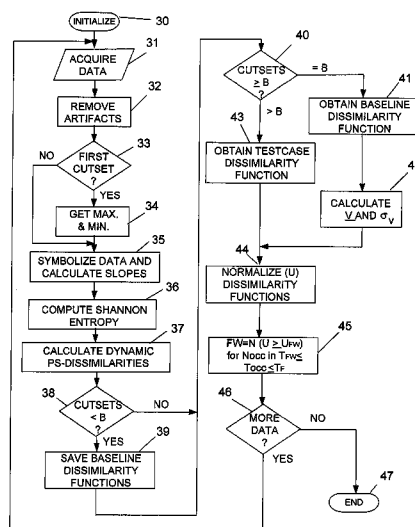 INITIALIZE
30
31
ACQUIRE
DATA
32
REMOVE
ARTIFACTS
33
FIRST
CUTSET
?
NO
YES
34
GET MAX.
& MIN.
35
SYMBOLIZE DATA AND
CALCULATE SLOPES
36
COMPUTE SHANNON
ENTROPY
37
CALCULATE DYNAMIC
PS-DISSIMILARITIES
38
CUTSETS
< B
?
NO
YES
39
SAVE BASELINE
DISSIMILARITY
FUNCTIONS
40
CUTSETS
≥ B
?
= B
> B
41
OBTAIN BASELINE
DISSIMILARITY
FUNCTION
43
OBTAIN TESTCASE
DISSIMILARITY
FUNCTION
4
CALCULATE
V AND σV
44
NORMALIZE (U)
DISSIMILARITY
FUNCTIONS
45
FW=N (U ≥ UFW)
for Nocc in TFW≤
Tocc≤TF
46
MORE
DATA
?
NO
YES
47
END